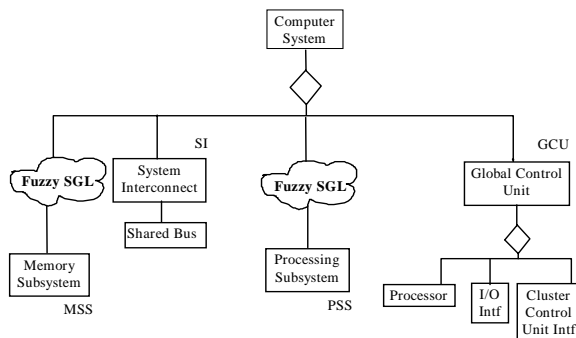 Computer
System
SI
GCU
Fuzzy SGL
System
Interconnect
Fuzzy SGL
Global Control
Unit
Shared Bus
Memory
Subsystem
MSS
Processing
Subsystem
PSS
Processor
I/O
Intf
Cluster
Control
Unit Intf